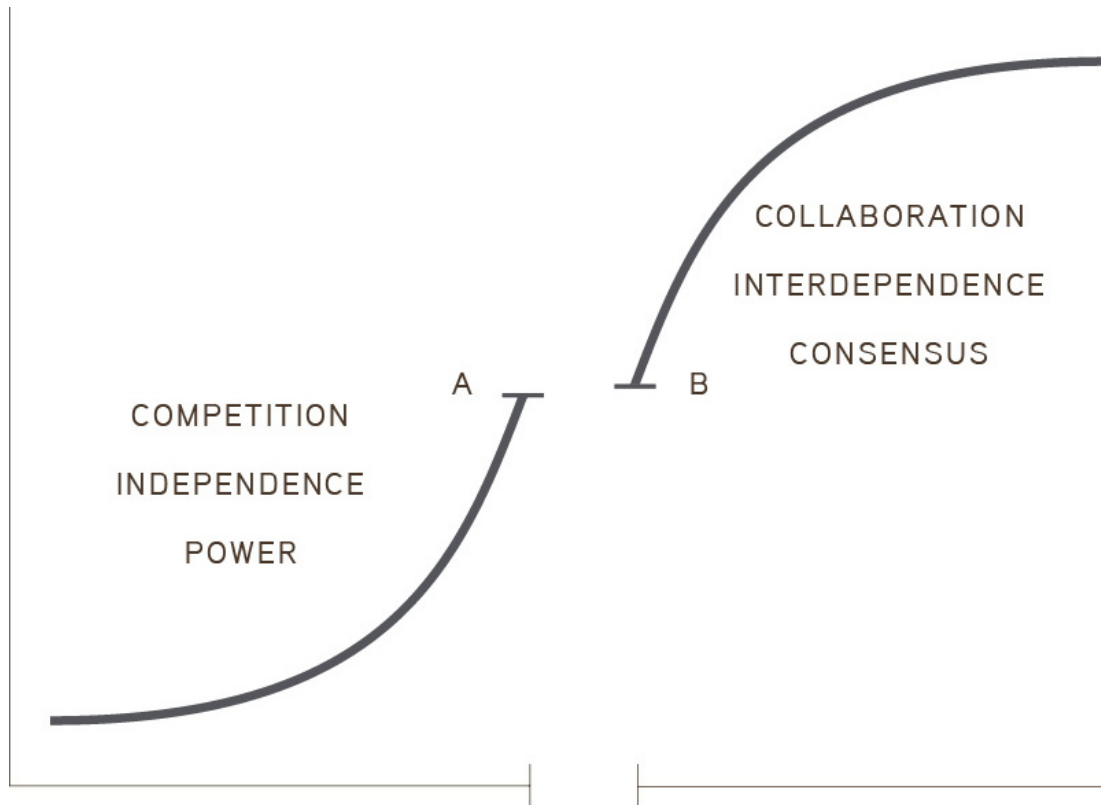 COLLABORATION
INTERDEPENDENCE
CONSENSUS
A
B
COMPETITION
INDEPENDENCE
POWER